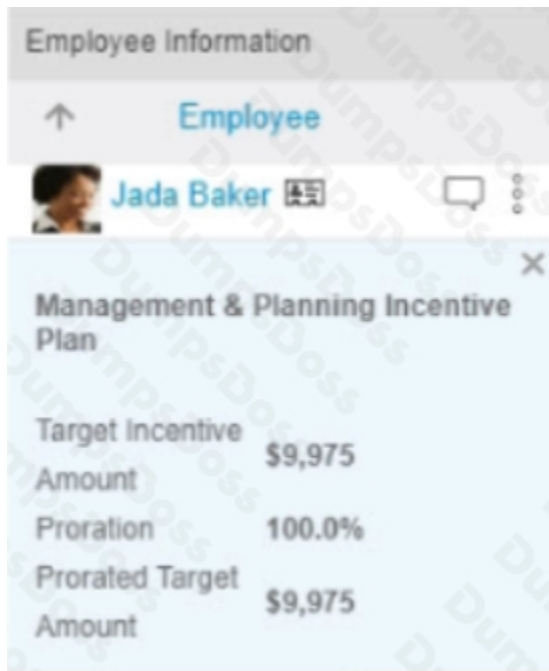 Employee Information
Employee
Jada Baker
Management & Planning Incentive
Plan
Target Incentive
Amount
$9,975
Proration 100.0%
Prorated Target
Amount
$9,975
DumpsDoss